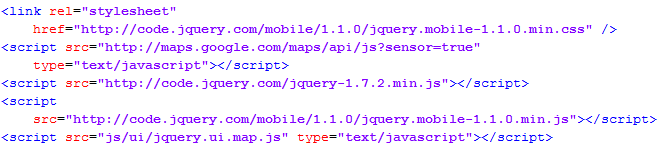 <link rel="stylesheet"
href="http://code.jquery.com/mobile/1.1.0/jquery.mobile-1.1.0.min.css" />
<script src="http://maps.google.com/maps/api/js?sensor=true"
type="text/javascript"></script>
<script src="http://code.jquery.com/jquery-1.7.2.min.js"></script>
<script
src="http://code.jquery.com/mobile/1.1.0/jquery.mobile-1.1.0.min.js"></script>
<script src="js/ui/jquery.ui.map.js" type="text/javascript"></script>